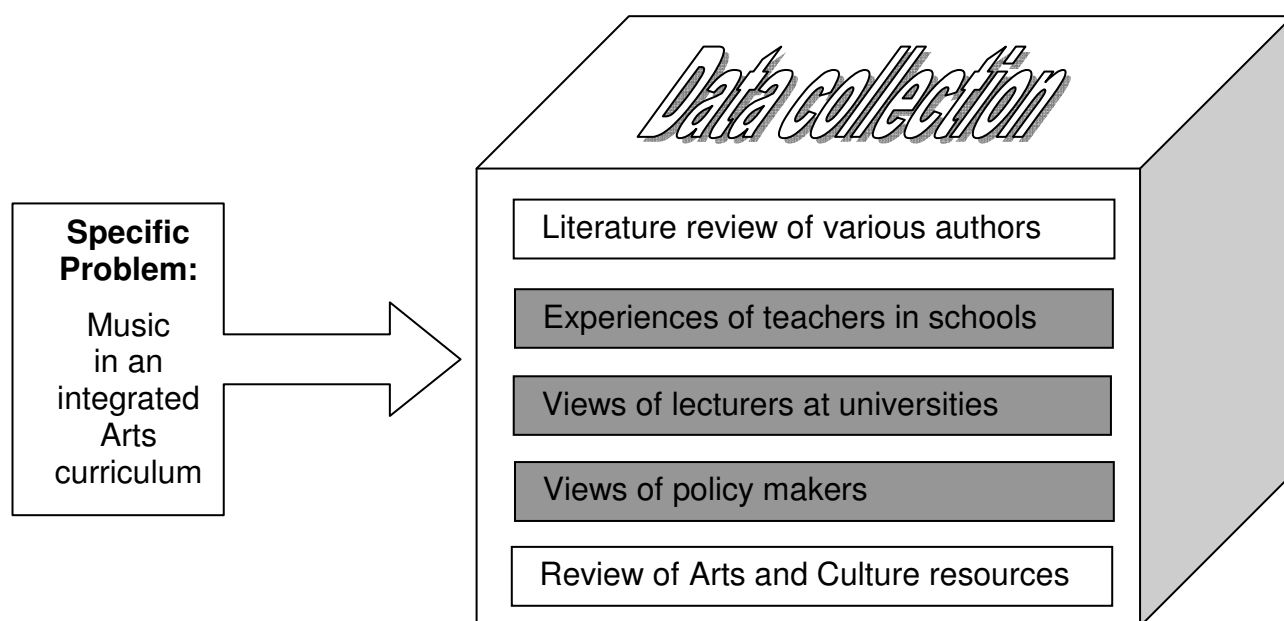 Data collection
Specific
Problem:
Music
in an
integrated
Arts
curriculum
Literature review of various authors
Experiences of teachers in schools
Views of lecturers at universities
Views of policy makers
Review of Arts and Culture resources